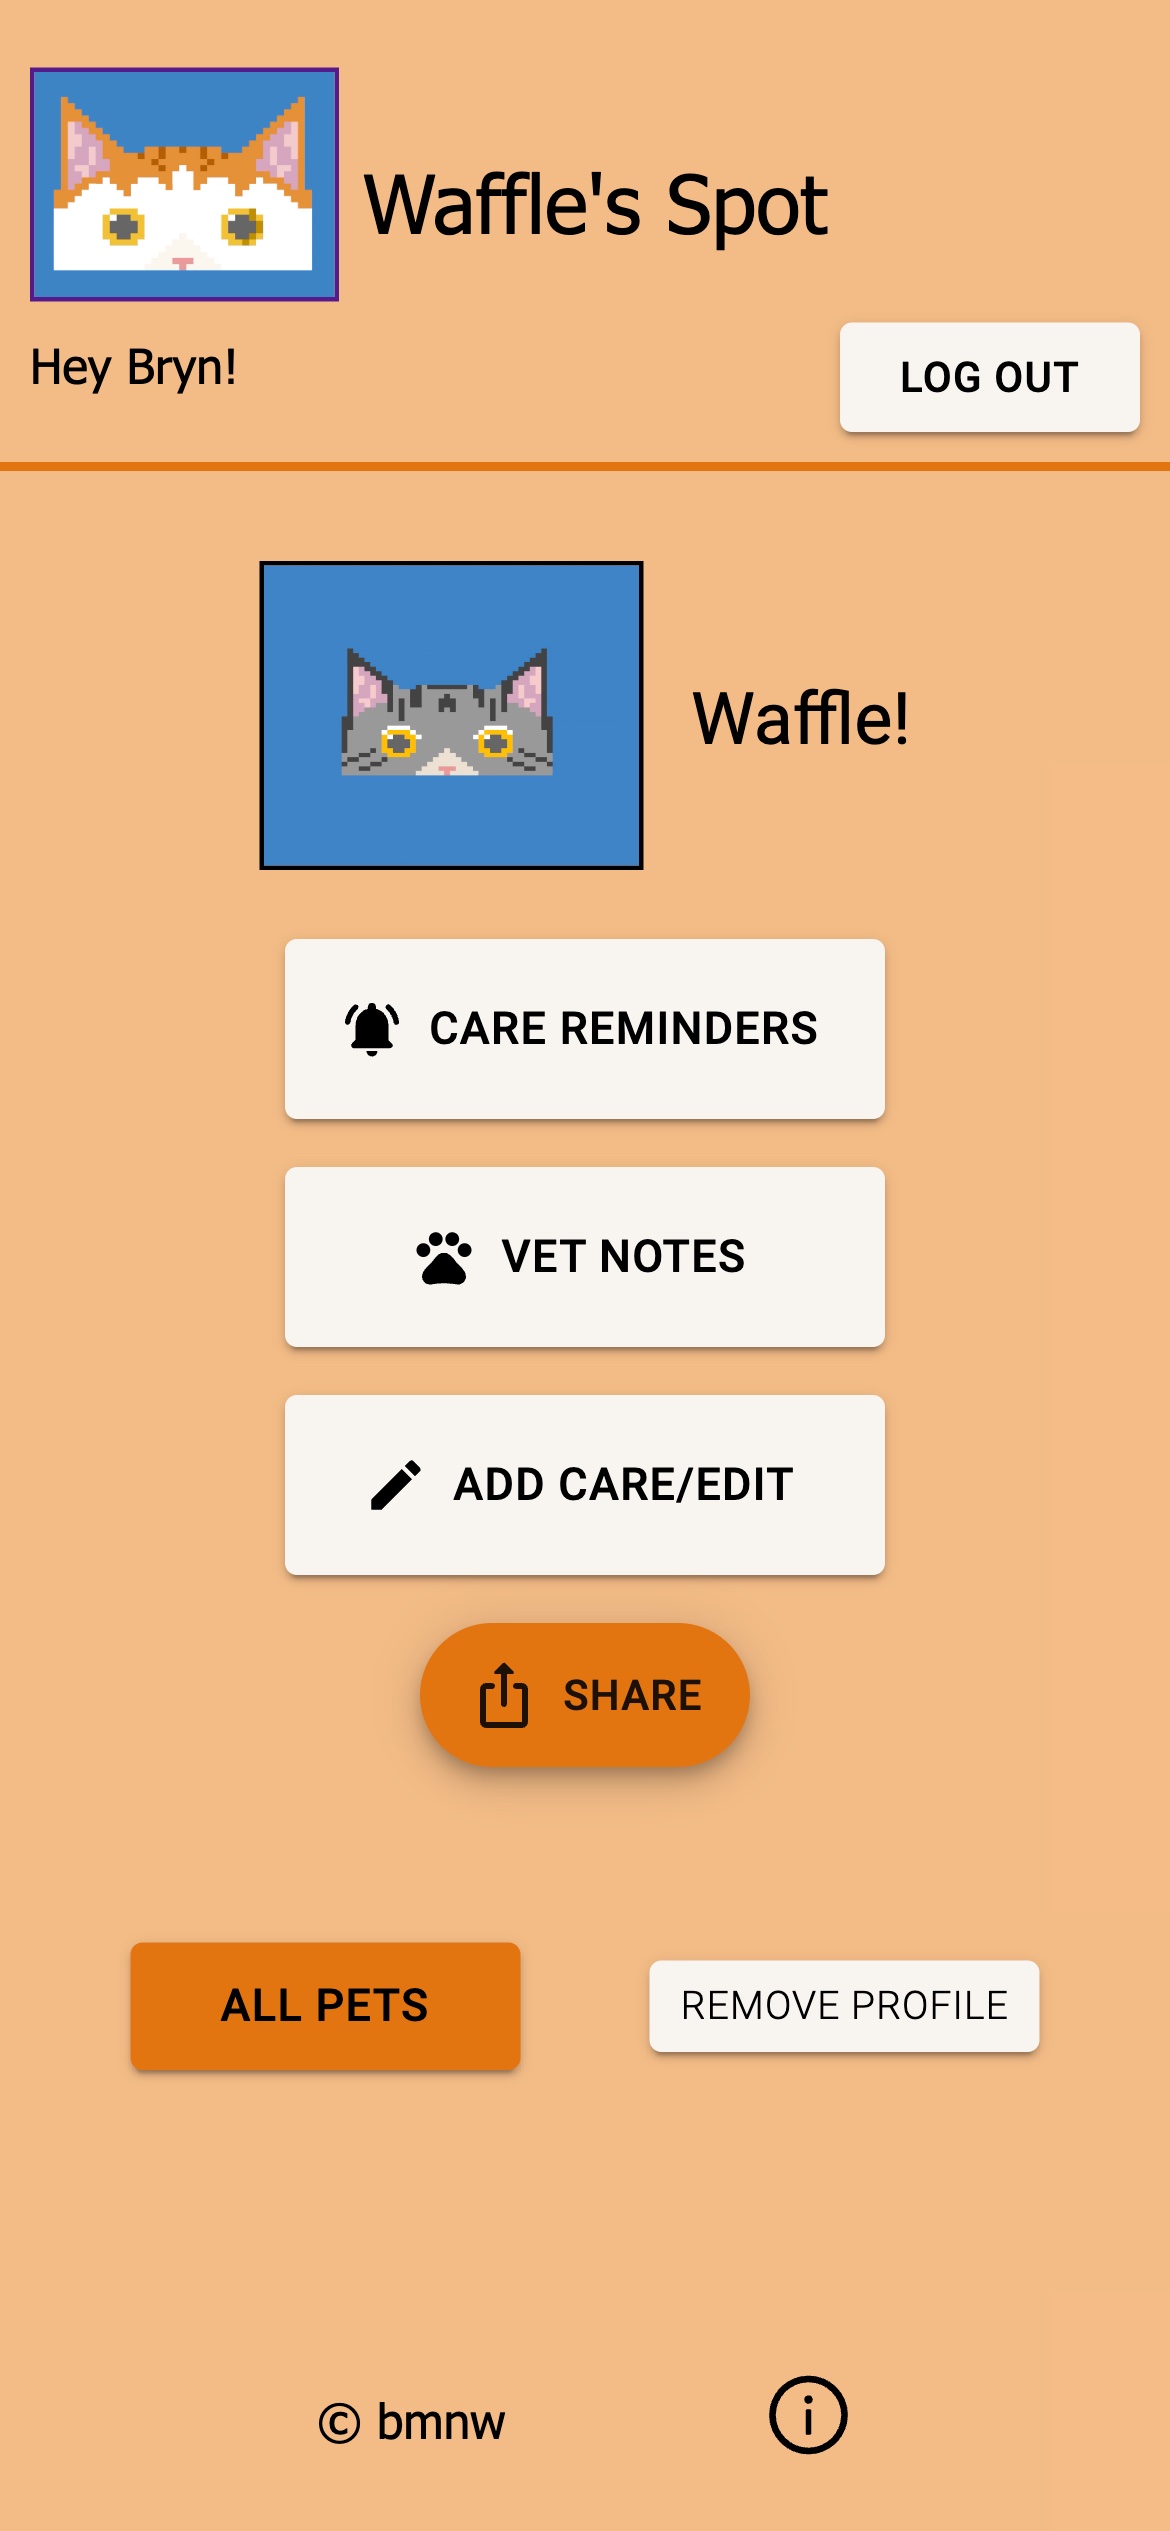 Waffle's Spot
Hey Bryn!
LOG OUT
Waffle!
CARE REMINDERS
VET NOTES
ADD CARE/EDIT
SHARE
ALL PETS
REMOVE PROFILE
© bmnw